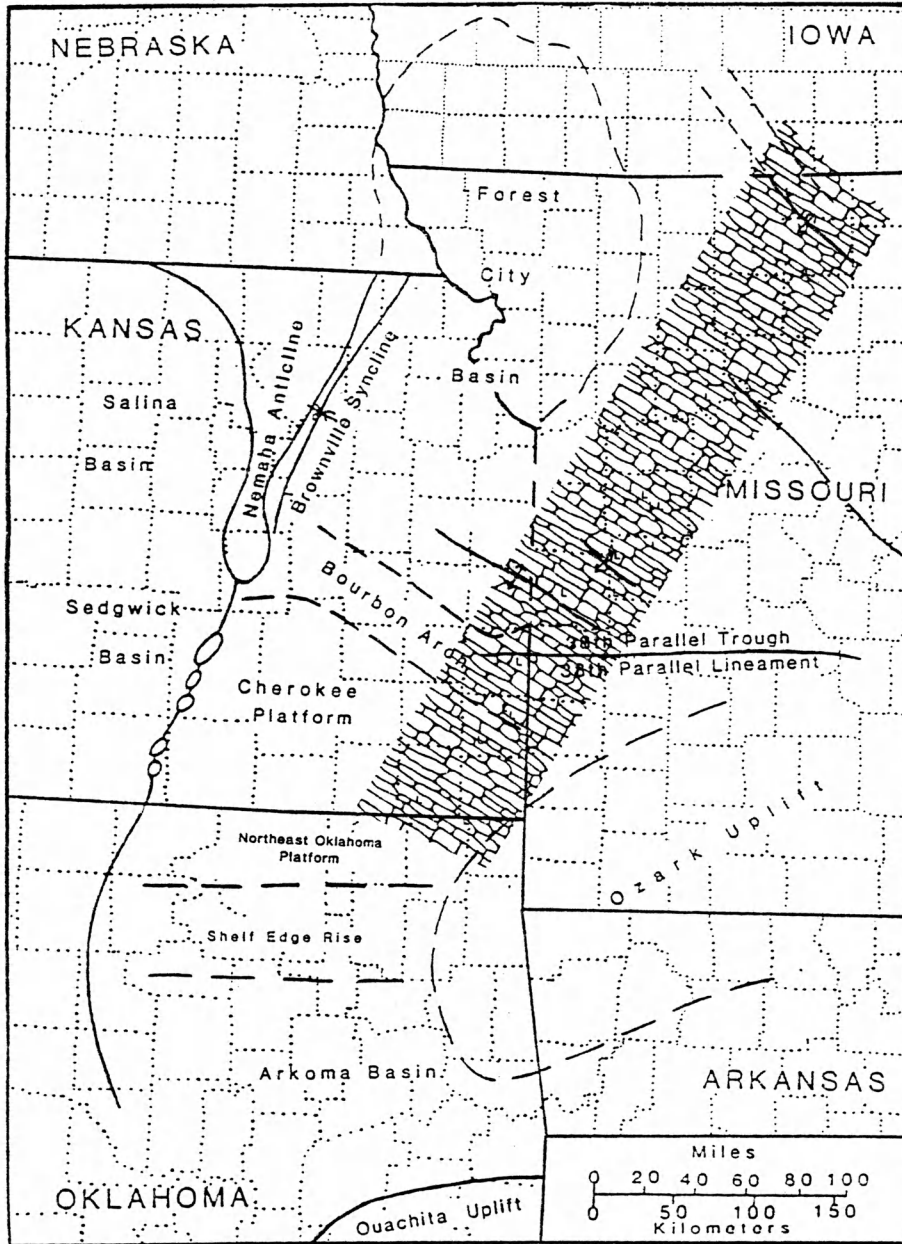 NEBRASKA
IOWA
Forest
City
Basin
KANSAS
Salina
Basin
Nemaha Anticline
Brownville Syncline
MISSOURI
Bourbon Arch
Sedgwick
Basin
38th Parallel Trough
38th Parallel Lineament
Cherokee
Platform
Northeast Oklahoma
Platform
Ozark Uplift
Shelf Edge Rise
Arkoma Basin
ARKANSAS
OKLAHOMA
Ouachita Uplift
Miles
0 20 40 60 80 100
0 50 100 150
Kilometers